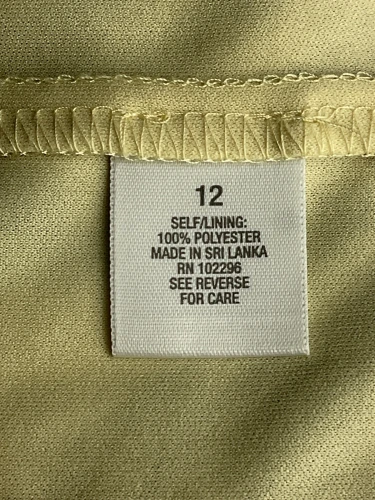 12
SELF/LINING:
100% POLYESTER
MADE IN SRI LANKA
RN 102296
SEE REVERSE
FOR CARE